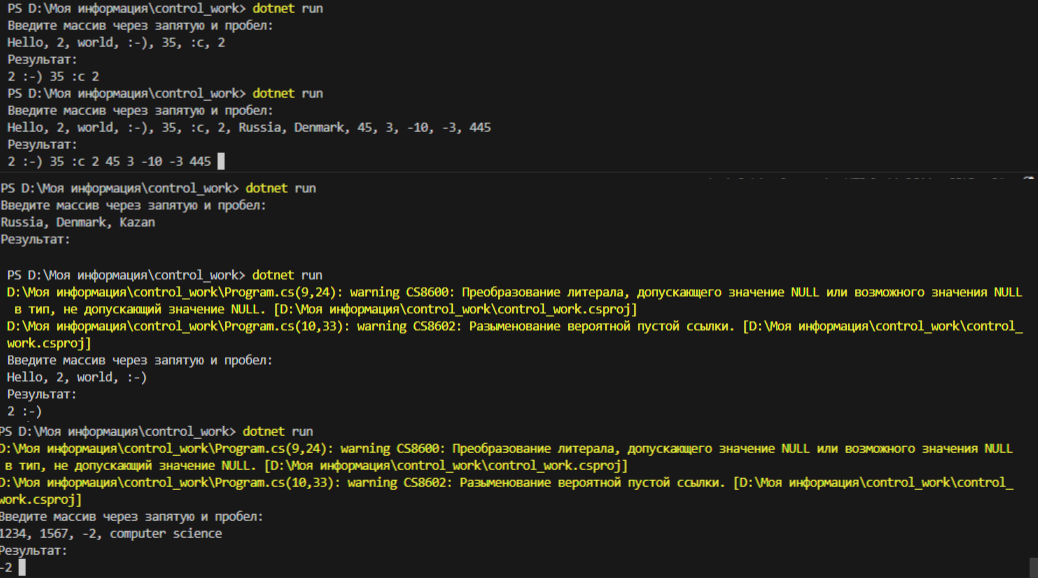 PS D:\Моя информация\control_work> dotnet run
Введите массив через запятую и пробел:
Hello, 2, world, :-), 35, :c, 2
Результат:
2 :-) 35 :c 2
PS D:\Моя информация\control_work> dotnet run
Введите массив через запятую и пробел:
Hello, 2, world, :-), 35, :c, 2, Russia, Denmark, 45, 3, -10, -3, 445
Результат:
2 :-) 35 :c 2 45 3 -10 -3 445
PS D:\Моя информация\control_work> dotnet run
Введите массив через запятую и пробел:
Russia, Denmark, Kazan
Результат:
PS D:\Моя информация\control_work> dotnet run
D:\Моя информация\control_work\Program.cs(9,24): warning CS8600: Преобразование литерала, допускающего значение NULL или возможного значения NULL
в тип, не допускающий значение NULL. [D:\Моя информация\control_work\control_work.csproj]
D:\Моя информация\control_work\Program.cs(10,33): warning CS8602: Разыменование вероятной пустой ссылки. [D:\Моя информация\control_work\control_
work.csproj]
Введите массив через запятую и пробел:
Hello, 2, world, :-)
Результат:
2 :-)
PS D:\Моя информация\control_work> dotnet run
D:\Моя информация\control_work\Program.cs(9,24): warning CS8600: Преобразование литерала, допускающего значение NULL или возможного значения NULL
в тип, не допускающий значение NULL. [D:\Моя информация\control_work\control_work.csproj]
D:\Моя информация\control_work\Program.cs(10,33): warning CS8602: Разыменование вероятной пустой ссылки. [D:\Моя информация\control_work\control_
work.csproj]
Введите массив через запятую и пробел:
1234, 1567, -2, computer science
Результат:
-2